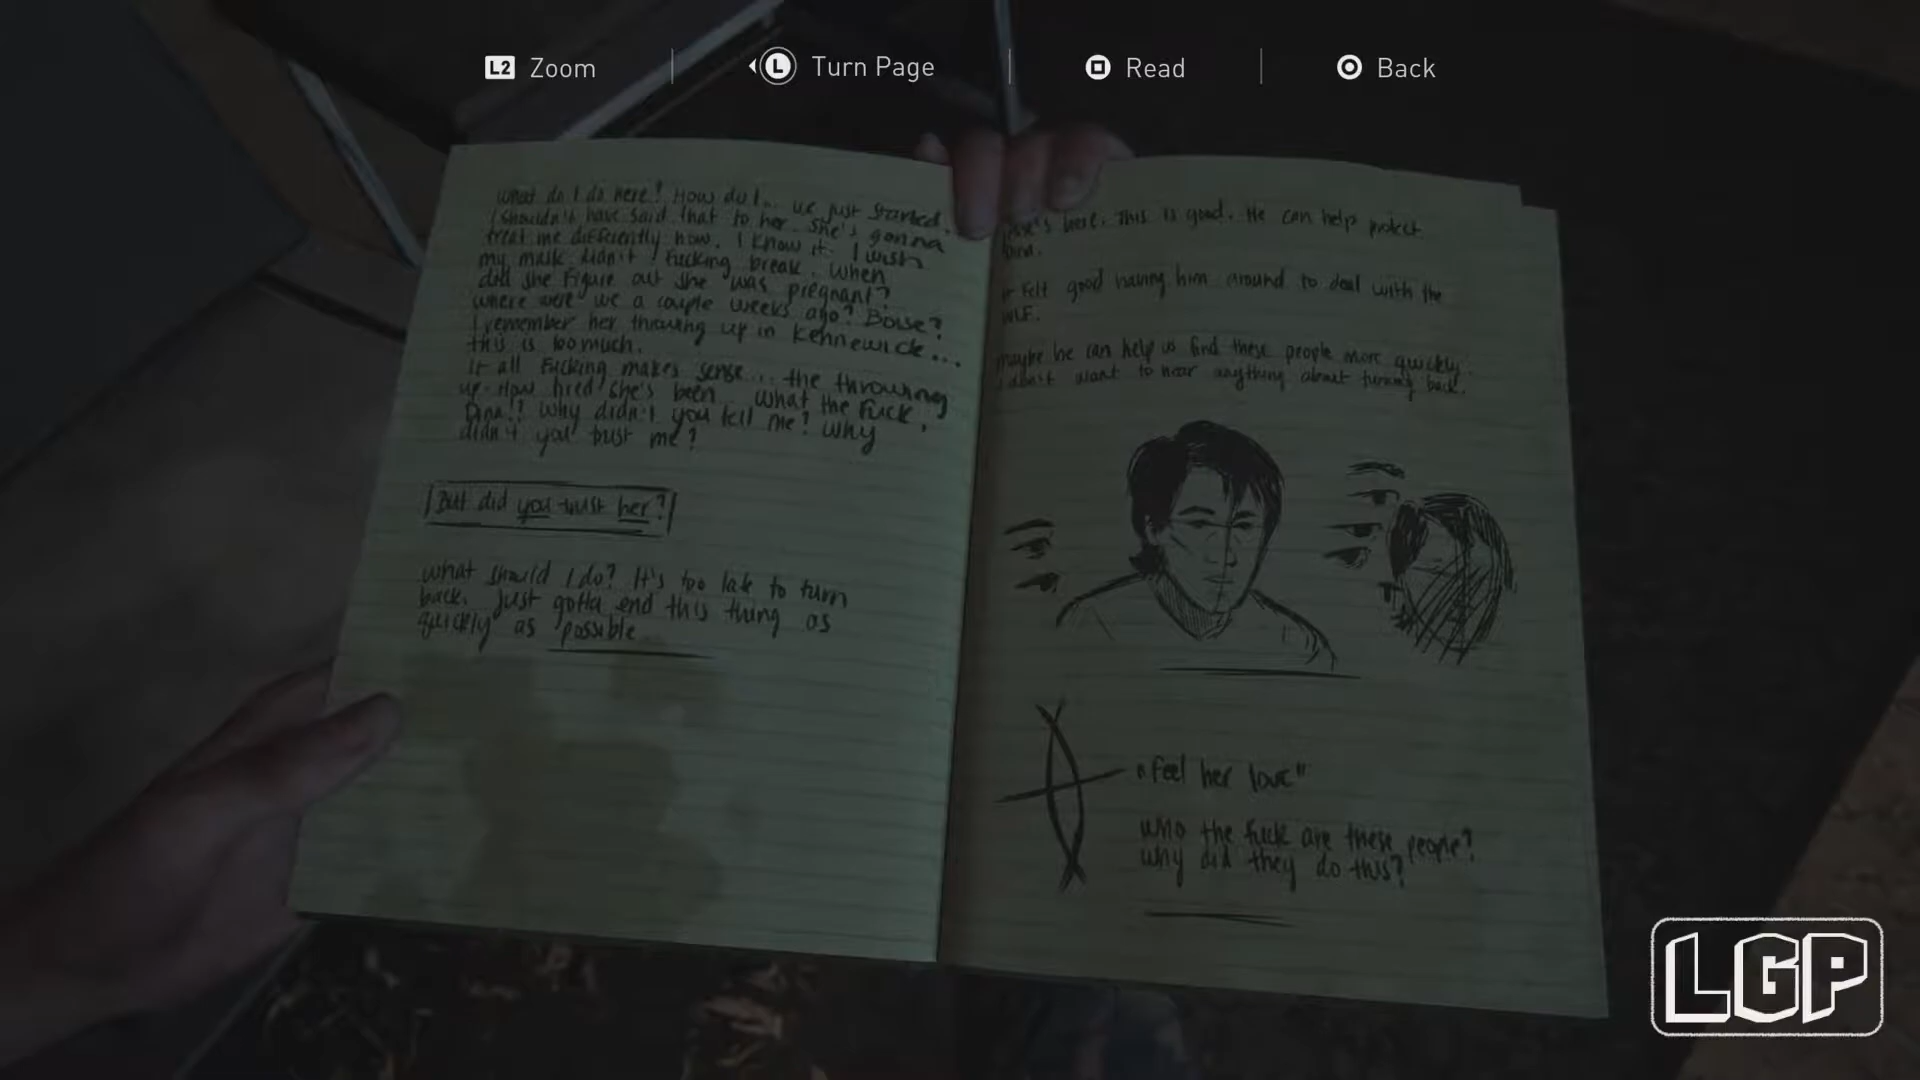 L2 Zoom
L Turn Page
Read
Back
what do I do here? How do I... we just started.
I shouldn't have said that to her. she's gonna
treat me differently now. I know it. I wish
my mask didn't fucking break. When
did she figure out she was pregnant?
where were we a couple weeks ago? Boise?
I remember her throwing up in Kennewick...
this is too much.
it all fucking makes sense... the throwing
up. How tired she's been... What the fuck,
Dina!? Why didn't you tell me? why
didn't you trust me?
But did you trust her?
what should I do? It's too late to turn
back. Just gotta end this thing as
quickly as possible
Jesse's here. This is good. He can help protect
Dina.
it felt good having him around to deal with the
WLF.
maybe he can help us find these people more quickly.
I don't want to hear anything about turning back.
"Feel her love"
who the fuck are these people?
why did they do this?
LGP